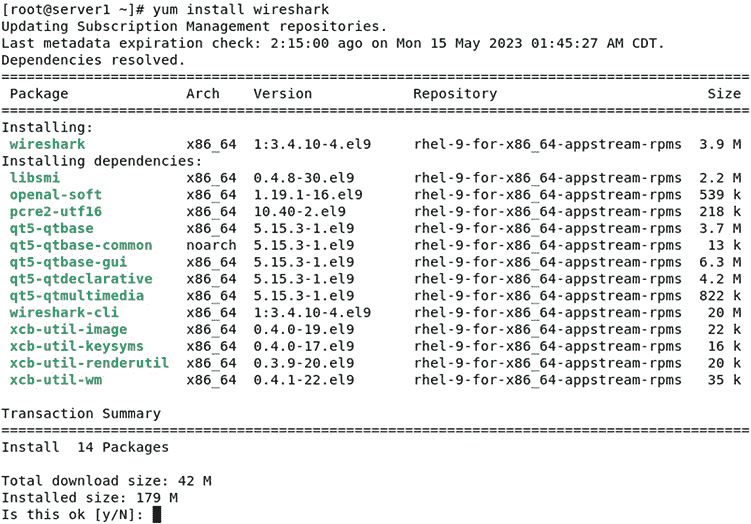 [root@server1 ~]# yum install wireshark
Updating Subscription Management repositories.
Last metadata expiration check: 2:15:00 ago on Mon 15 May 2023 01:45:27 AM CDT.
Dependencies resolved.
================================================================================
Package Arch Version Repository Size
================================================================================
Installing:
wireshark x86_64 1:3.4.10-4.el9 rhel-9-for-x86_64-appstream-rpms 3.9 M
Installing dependencies:
libsmi x86_64 0.4.8-30.el9 rhel-9-for-x86_64-appstream-rpms 2.2 M
openal-soft x86_64 1.19.1-16.el9 rhel-9-for-x86_64-appstream-rpms 539 k
pcre2-utf16 x86_64 10.40-2.el9 rhel-9-for-x86_64-appstream-rpms 218 k
qt5-qtbase x86_64 5.15.3-1.el9 rhel-9-for-x86_64-appstream-rpms 3.7 M
qt5-qtbase-common noarch 5.15.3-1.el9 rhel-9-for-x86_64-appstream-rpms 13 k
qt5-qtbase-gui x86_64 5.15.3-1.el9 rhel-9-for-x86_64-appstream-rpms 6.3 M
qt5-qtdeclarative x86_64 5.15.3-1.el9 rhel-9-for-x86_64-appstream-rpms 4.2 M
qt5-qtmultimedia x86_64 5.15.3-1.el9 rhel-9-for-x86_64-appstream-rpms 822 k
wireshark-cli x86_64 1:3.4.10-4.el9 rhel-9-for-x86_64-appstream-rpms 20 M
xcb-util-image x86_64 0.4.0-19.el9 rhel-9-for-x86_64-appstream-rpms 22 k
xcb-util-keysyms x86_64 0.4.0-17.el9 rhel-9-for-x86_64-appstream-rpms 16 k
xcb-util-renderutil x86_64 0.3.9-20.el9 rhel-9-for-x86_64-appstream-rpms 20 k
xcb-util-wm x86_64 0.4.1-22.el9 rhel-9-for-x86_64-appstream-rpms 35 k
Transaction Summary
================================================================================
Install 14 Packages
Total download size: 42 M
Installed size: 179 M
Is this ok [y/N]: